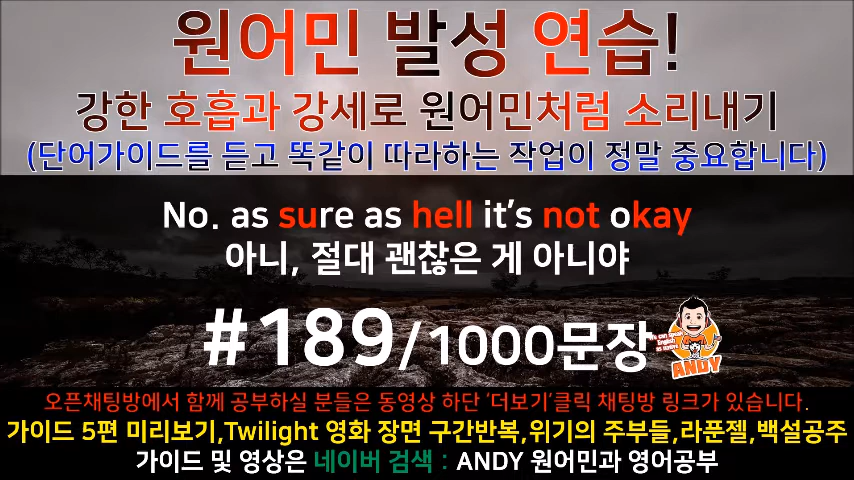 원어민 발성 연습!
강한 호흡과 강세로 원어민처럼 소리내기
(단어가이드를 듣고 똑같이 따라하는 작업이 정말 중요합니다)
No. as sure as hell it's not okay
아니, 절대 괜찮은 게 아니야
#189/1000문장
We can speak
English
as native
ANDY
오픈채팅방에서 함께 공부하실 분들은 동영상 하단 '더보기'클릭 채팅방 링크가 있습니다.
가이드 5편 미리보기,Twilight 영화 장면 구간반복,위기의 주부들,라푼젤,백설공주
가이드 및 영상은 네이버 검색 : ANDY 원어민과 영어공부